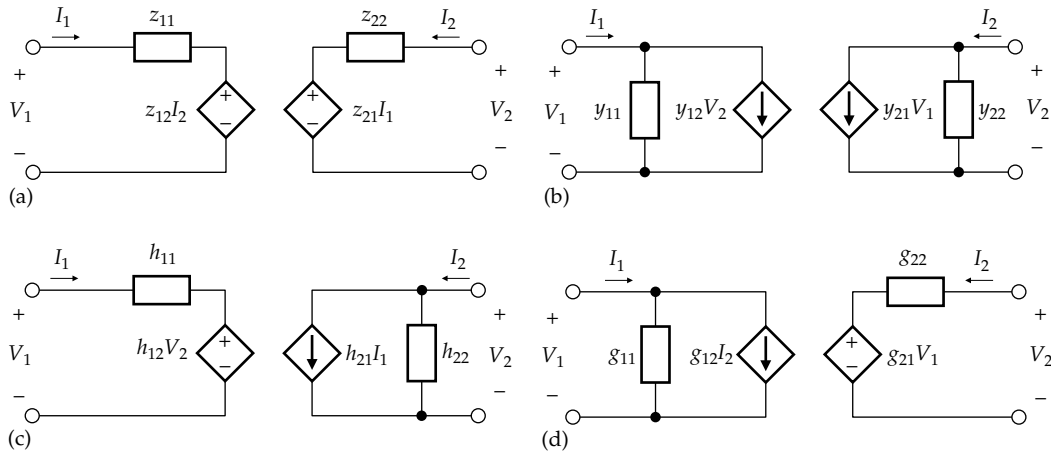 I₁ z₁₁ z₂₂ I₂
+ + + +
V₁ z₁₂I₂ z₂₁I₁ V₂
− − − −
(a)
I₁ I₂
+ +
V₁ y₁₁ y₁₂V₂ y₂₁V₁ y₂₂ V₂
− −
(b)
I₁ h₁₁ I₂
+ + +
V₁ h₁₂V₂ h₂₁I₁ h₂₂ V₂
− − −
(c)
I₁ g₂₂ I₂
+ + +
V₁ g₁₁ g₁₂I₂ g₂₁V₁ V₂
− − −
(d)